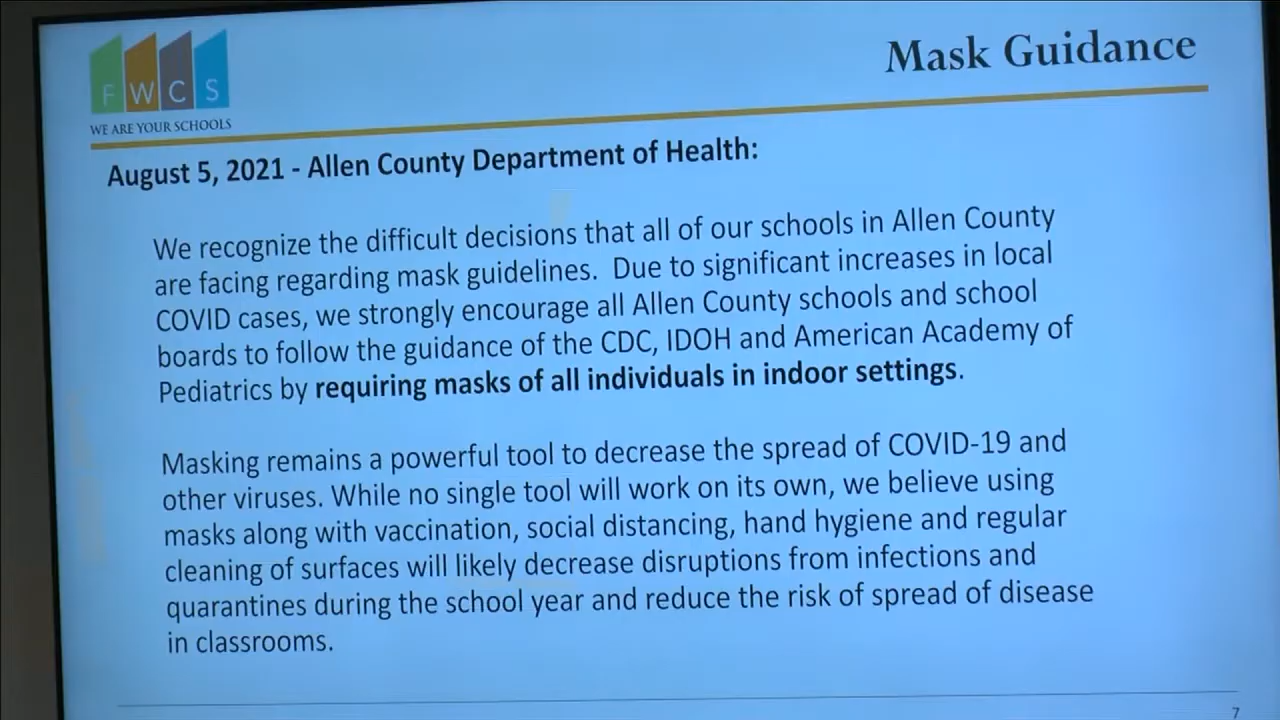 FWCS
WE ARE YOUR SCHOOLS
Mask Guidance
August 5, 2021 - Allen County Department of Health:
We recognize the difficult decisions that all of our schools in Allen County
are facing regarding mask guidelines.  Due to significant increases in local
COVID cases, we strongly encourage all Allen County schools and school
boards to follow the guidance of the CDC, IDOH and American Academy of
Pediatrics by requiring masks of all individuals in indoor settings.
Masking remains a powerful tool to decrease the spread of COVID-19 and
other viruses. While no single tool will work on its own, we believe using
masks along with vaccination, social distancing, hand hygiene and regular
cleaning of surfaces will likely decrease disruptions from infections and
quarantines during the school year and reduce the risk of spread of disease
in classrooms.
7